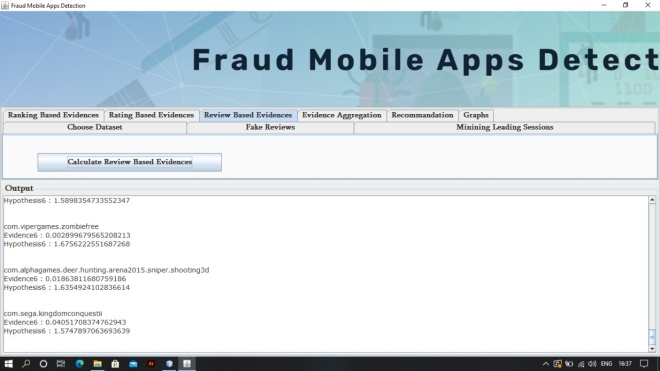 Fraud Mobile Apps Detection
Fraud Mobile Apps Detect
Ranking Based Evidences Rating Based Evidences Review Based Evidences Evidence Aggregation Recommandation Graphs
Choose Dataset Fake Reviews Minining Leading Sessions
Calculate Review Based Evidences
Output
Hypothesis6 : 1.5898354733552347
com.vipergames.zombiefree
Evidence6 : 0.002899679565208213
Hypothesis6 : 1.6756222551687268
com.alphagames.deer.hunting.arena2015.sniper.shooting3d
Evidence6 : 0.01863811680759186
Hypothesis6 : 1.6354924102836614
com.sega.kingdomconquestii
Evidence6 : 0.04051708374762943
Hypothesis6 : 1.5747897063693639
ENG 16:37